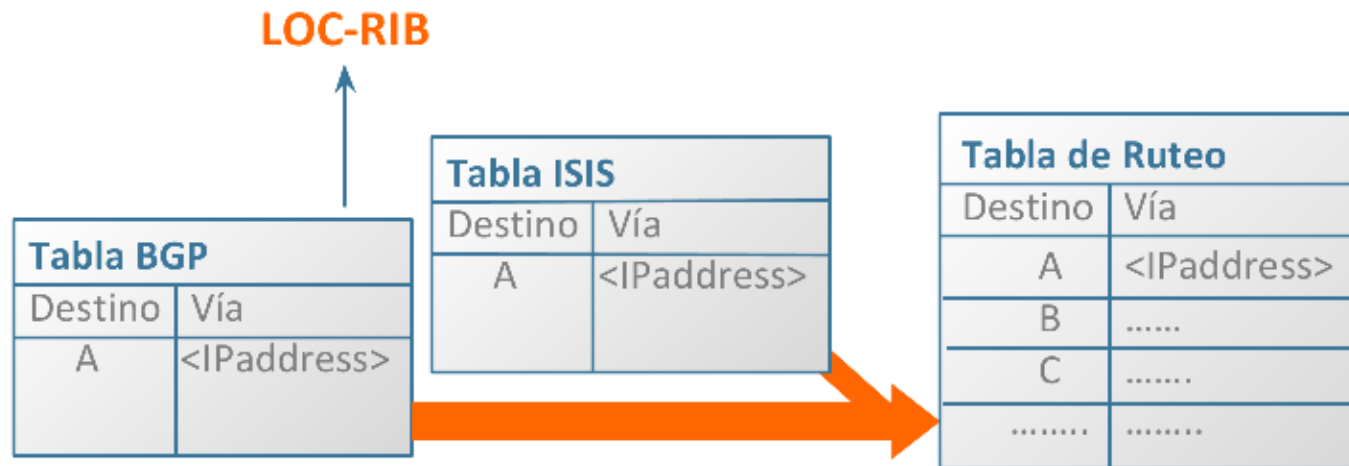 LOC-RIB
Tabla BGP
Destino Vía
A <IPaddress>
Tabla ISIS
Destino Vía
A <IPaddress>
Tabla de Ruteo
Destino Vía
A <IPaddress>
B ......
C .......
........ ........